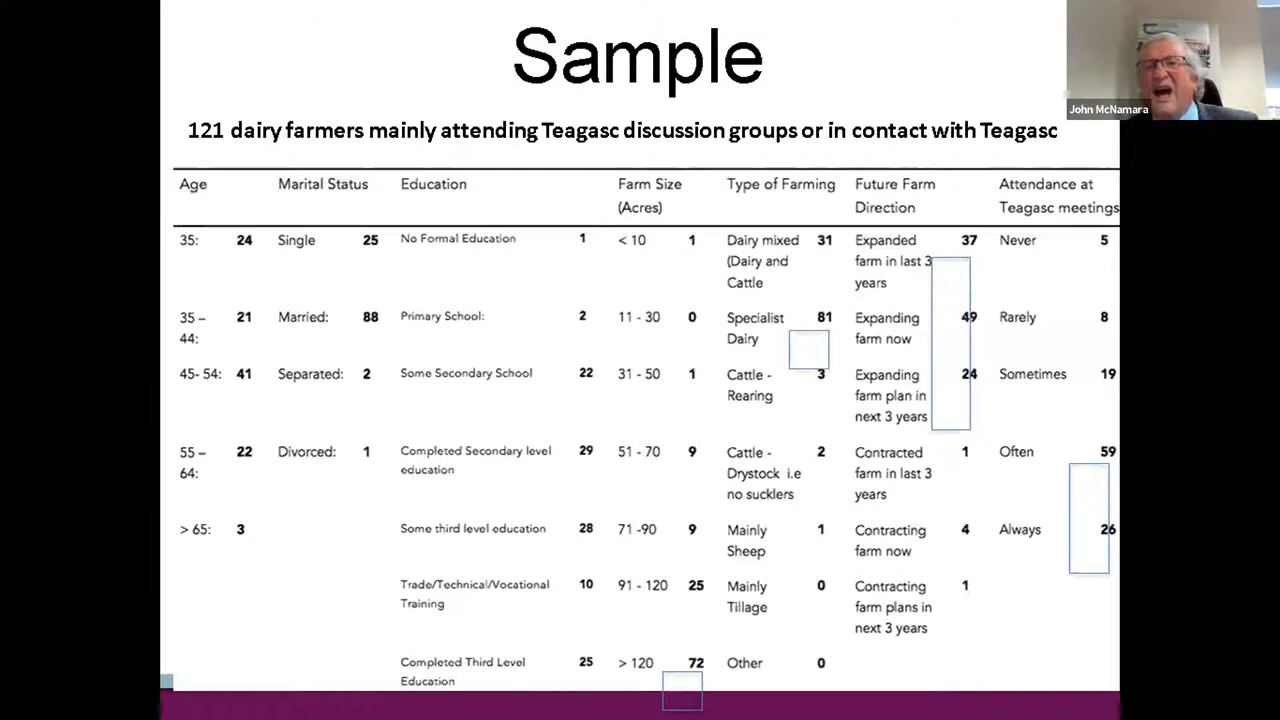 Sample
John McNamara
121 dairy farmers mainly attending Teagasc discussion groups or in contact with Teagasc
Age Marital Status Education Farm Size Type of Farming Future Farm Attendance at
(Acres) Direction Teagasc meetings
35: 24 Single 25 No Formal Education 1 < 10 1 Dairy mixed 31 Expanded 37 Never 5
(Dairy and farm in last 3
Cattle years
35 – 21 Married: 88 Primary School: 2 11 - 30 0 Specialist 81 Expanding 49 Rarely 8
44: Dairy farm now
45- 54: 41 Separated: 2 Some Secondary School 22 31 - 50 1 Cattle - 3 Expanding 24 Sometimes 19
Rearing farm plan in
next 3 years
55 – 22 Divorced: 1 Completed Secondary level 29 51 - 70 9 Cattle - 2 Contracted 1 Often 59
64: education Drystock i.e farm in last 3
no sucklers years
> 65: 3 Some third level education 28 71 -90 9 Mainly 1 Contracting 4 Always 26
Sheep farm now
Trade/Technical/Vocational 10 91 - 120 25 Mainly 0 Contracting 1
Training Tillage farm plans in
next 3 years
Completed Third Level 25 > 120 72 Other 0
Education